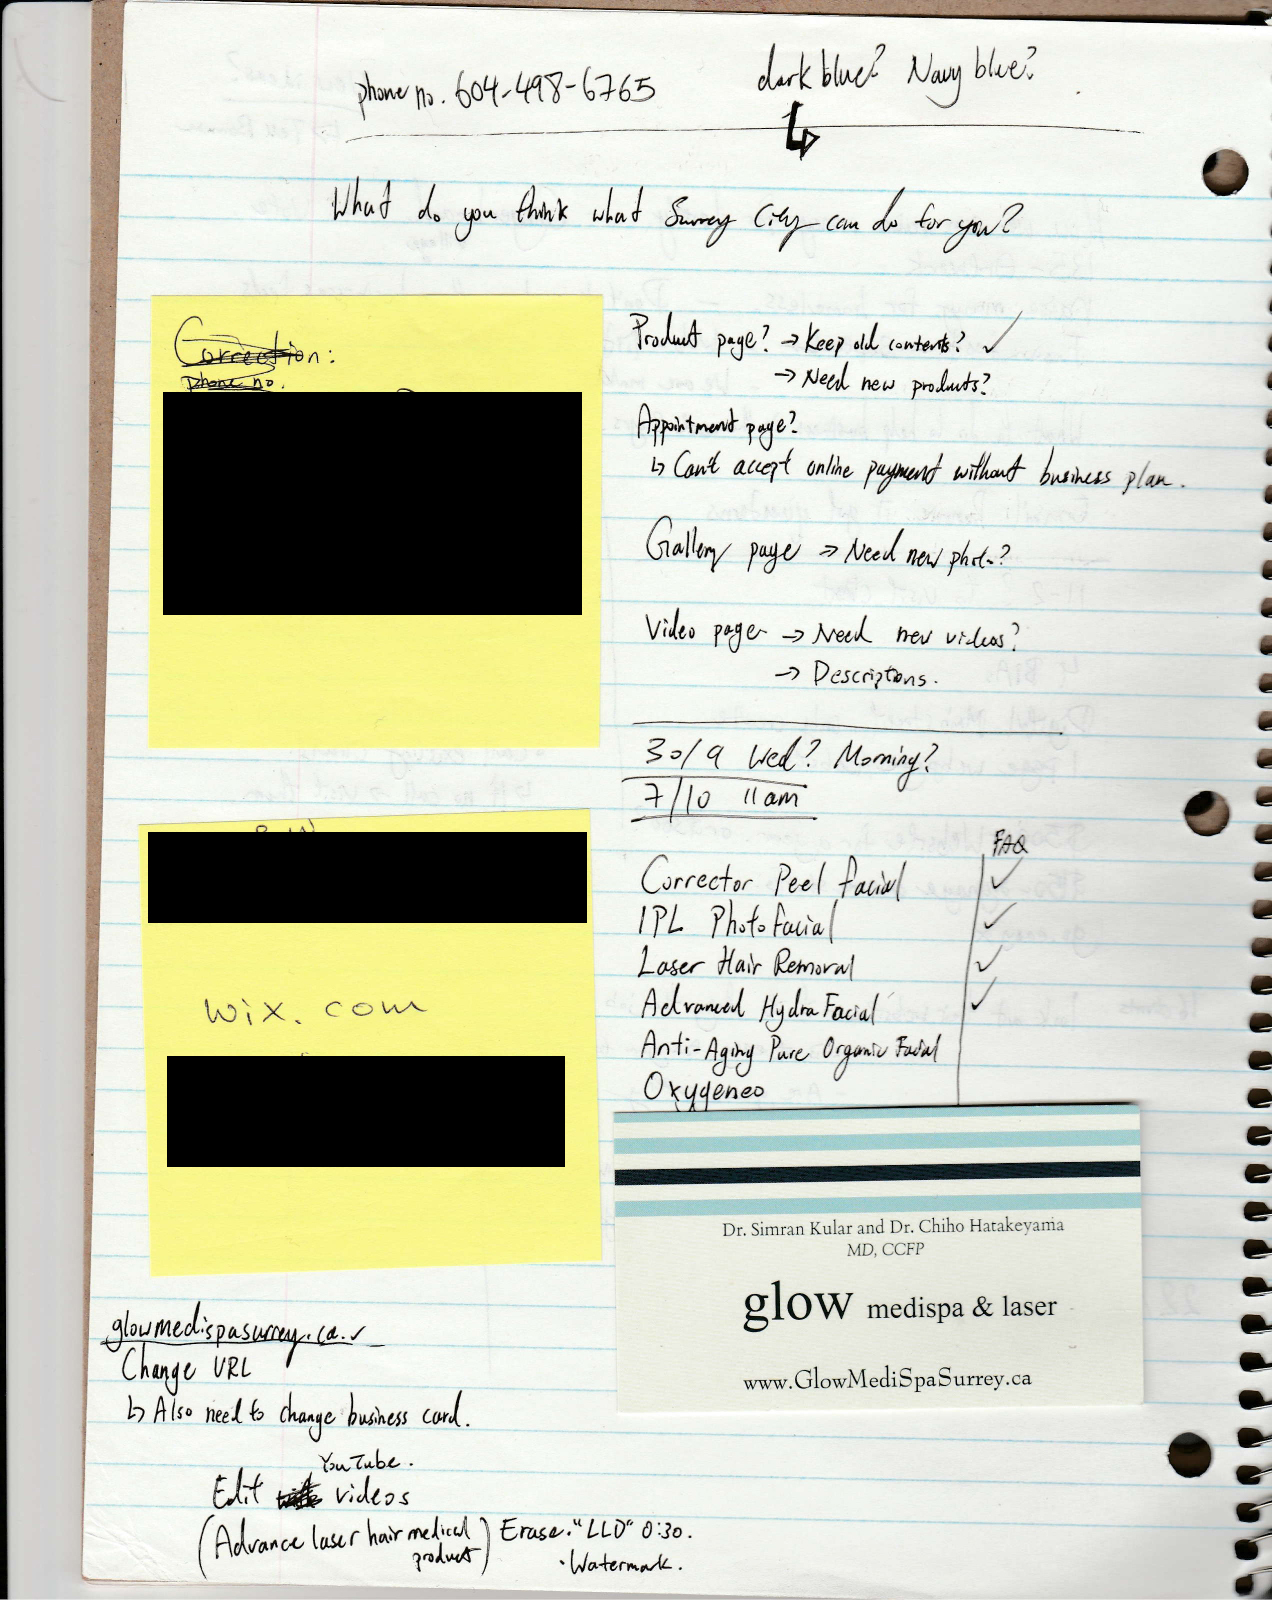 phone no. 604-498-6765
dark blue? Navy blue?
↳
What do you think what Surrey City can do for you?
Correction:
phone no.
Product page? → Keep old contents? ✓
→ Need new products?
Appointment page?
↳ Can't accept online payment without business plan.
Gallery page → Need new photo?
Video page → Need new videos?
→ Descriptions.
30/9 Wed? Morning?
7/10 11am
FAQ
Corrector Peel Facial ✓
IPL Photo Facial ✓
Laser Hair Removal ✓
Advanced Hydra Facial ✓
Anti-Aging Pure Organic Facial
Oxygeneo
wix.com
Dr. Simran Kular and Dr. Chiho Hatakeyama
MD, CCFP
glow medispa & laser
www.GlowMediSpaSurrey.ca
glowmedispasurrey.ca. ✓
Change URL
↳ Also need to change business card.
YouTube.
Edit videos
(Advance laser hair medical product) Erase. "LLD" 0:30.
· Watermark.